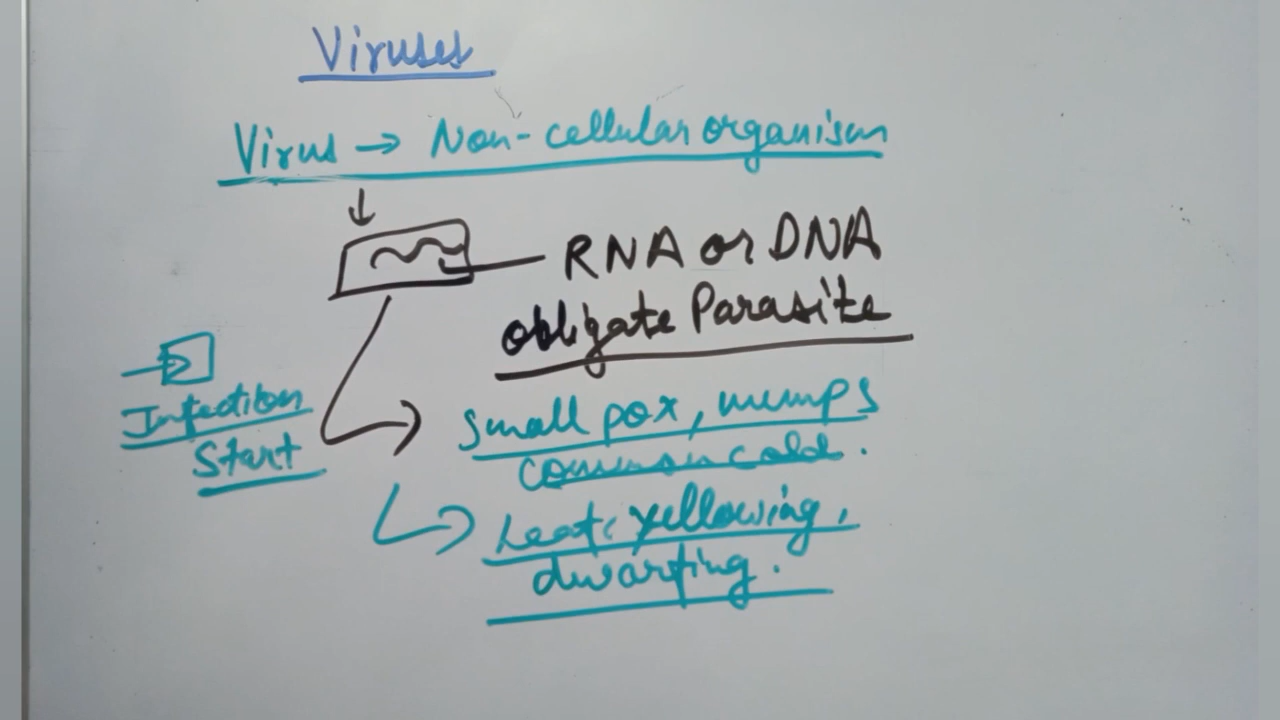 Viruses
Virus → Non-cellular organism
RNA or DNA
obligate Parasite
Infection
Start
Small pox, mumps
common cold.
Leaf, yellowing,
dwarfing.